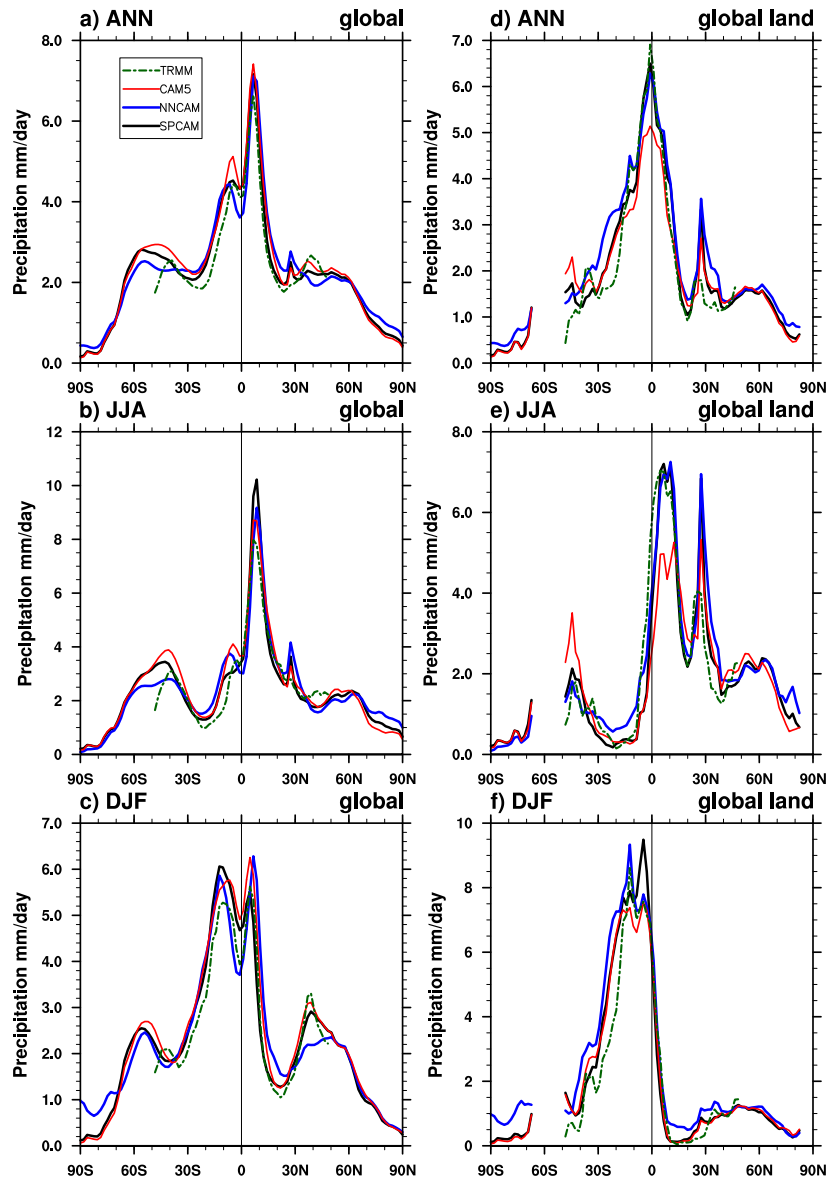 a) ANN global
8.0
TRMM
CAM5
NNCAM
SPCAM
6.0
4.0
2.0
0.0
Precipitation mm/day
90S 60S 30S 0 30N 60N 90N
d) ANN global land
7.0
6.0
5.0
4.0
3.0
2.0
1.0
0.0
Precipitation mm/day
90S 60S 30S 0 30N 60N 90N
b) JJA global
12
10
8
6
4
2
0
Precipitation mm/day
90S 60S 30S 0 30N 60N 90N
e) JJA global land
8.0
6.0
4.0
2.0
0.0
Precipitation mm/day
90S 60S 30S 0 30N 60N 90N
c) DJF global
7.0
6.0
5.0
4.0
3.0
2.0
1.0
0.0
Precipitation mm/day
90S 60S 30S 0 30N 60N 90N
f) DJF global land
10
8
6
4
2
0
Precipitation mm/day
90S 60S 30S 0 30N 60N 90N